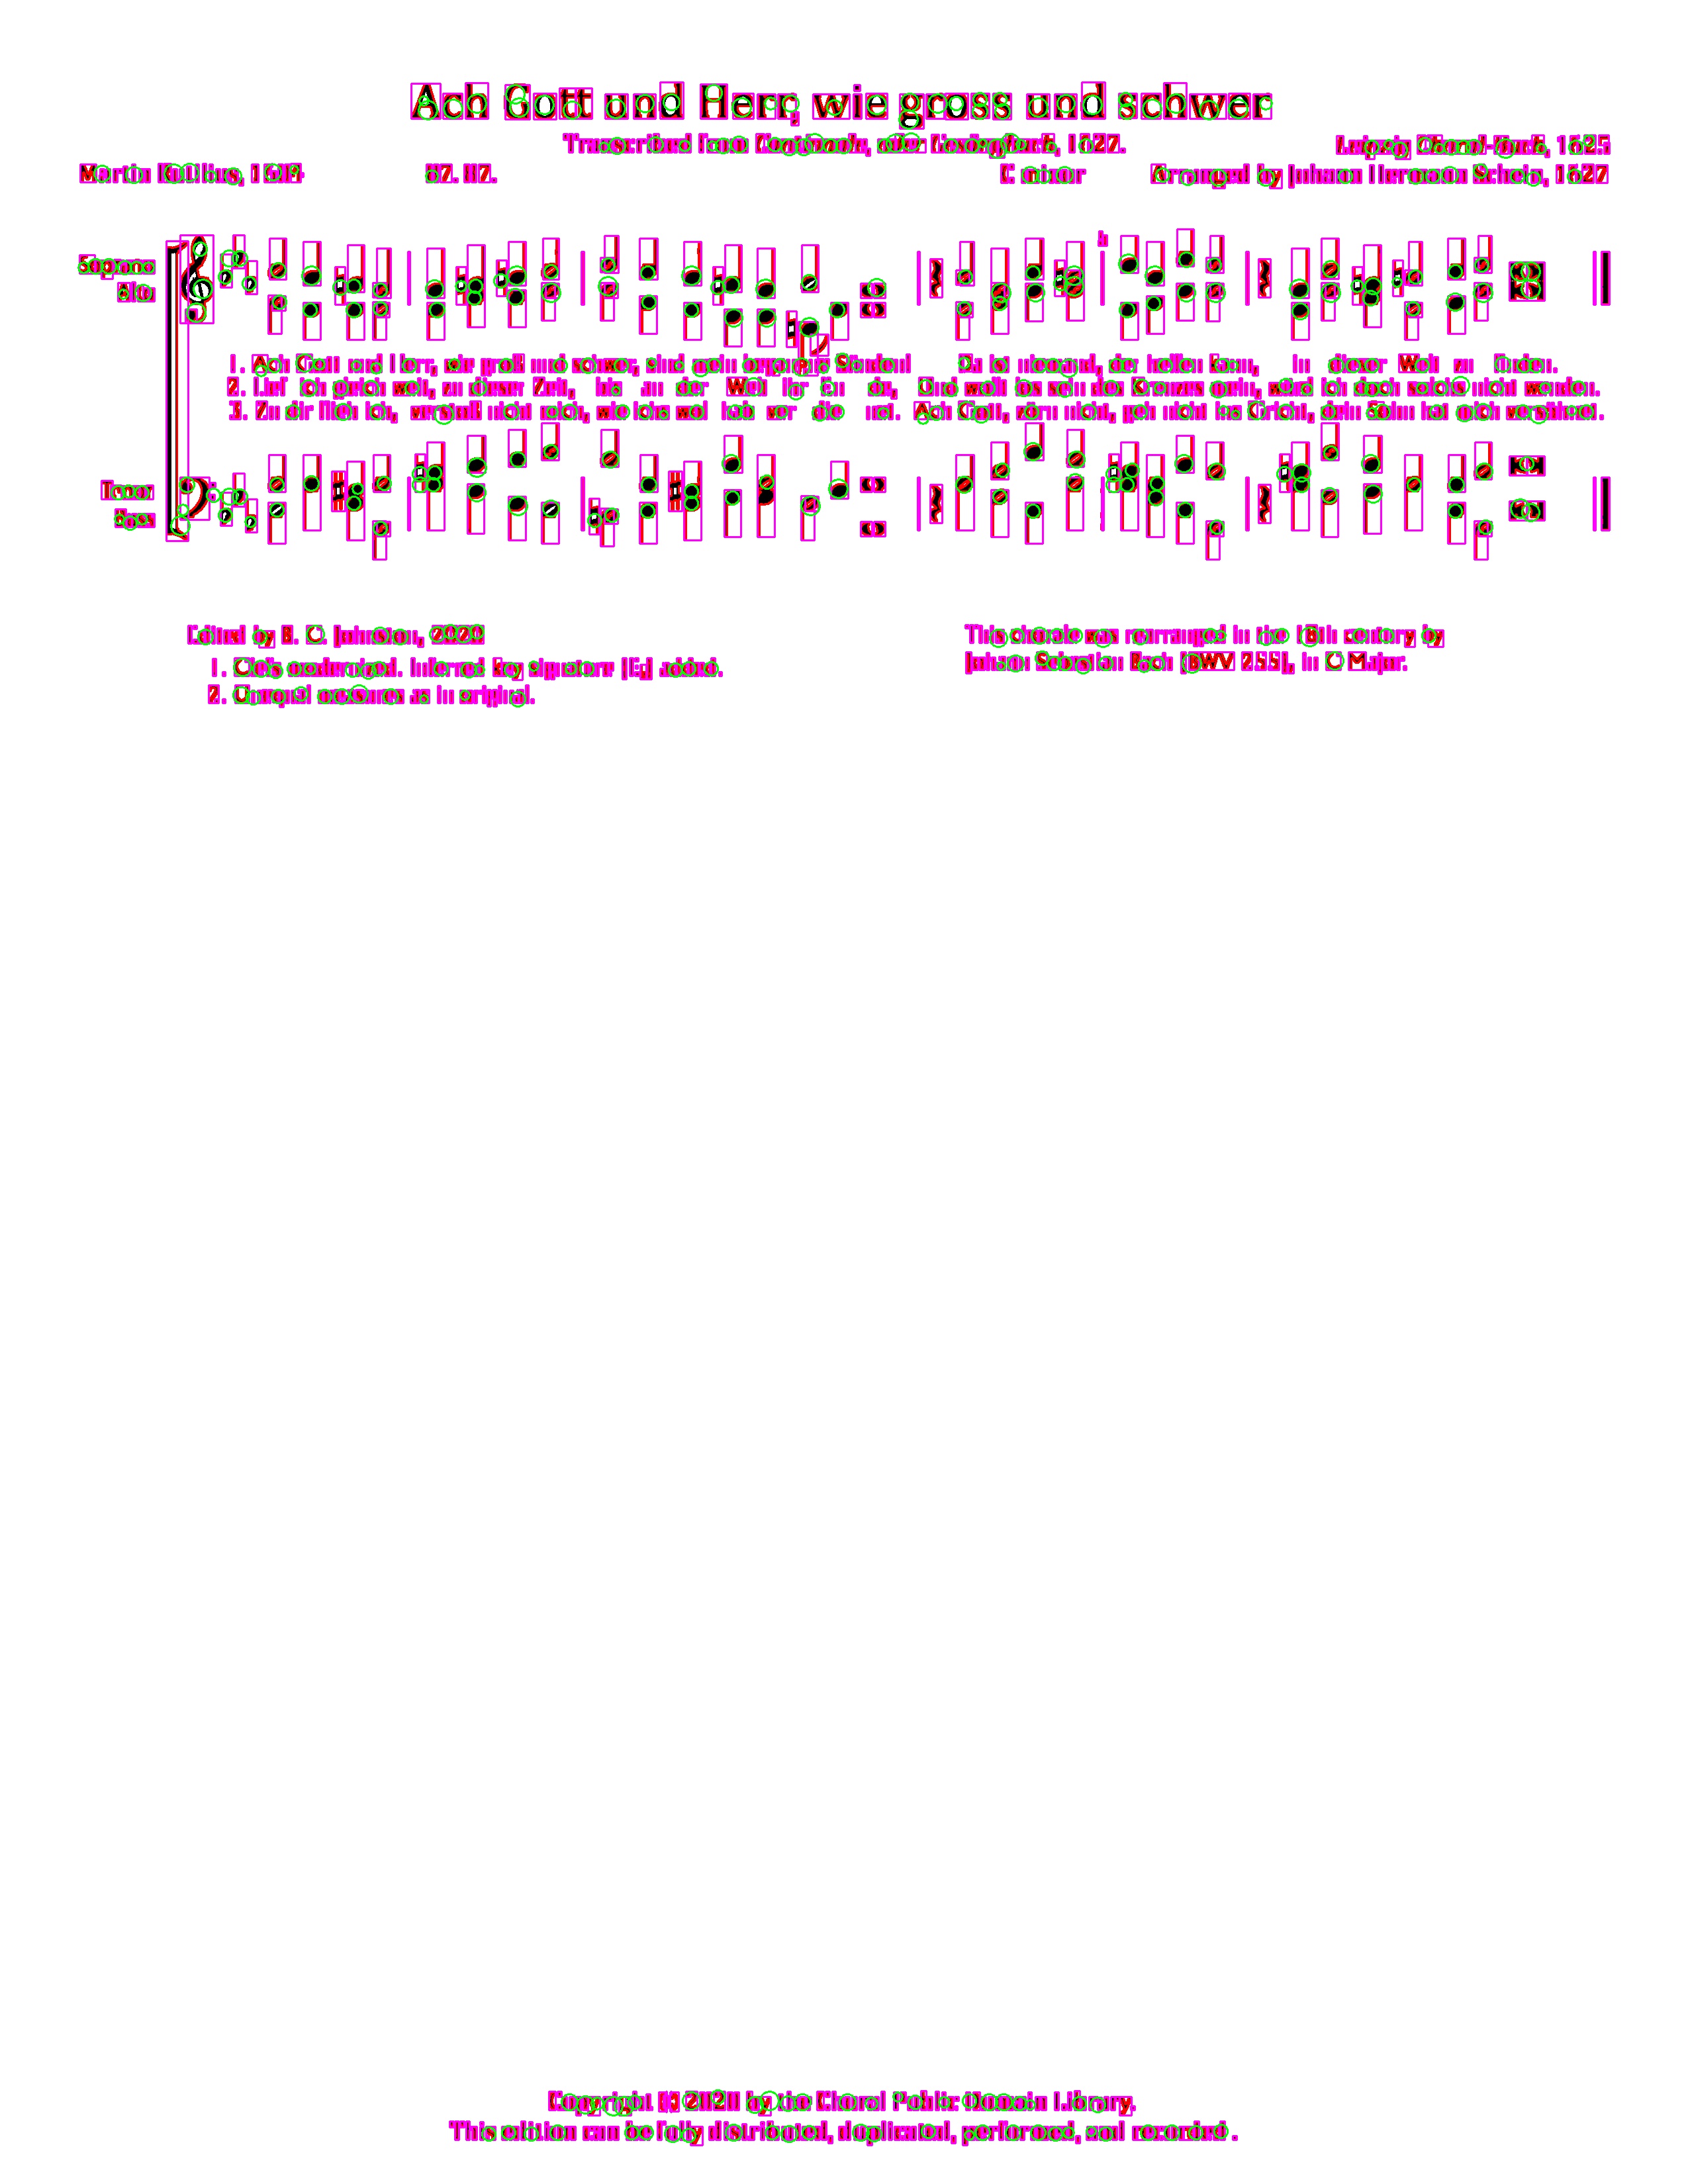 Ach Gott und Herr, wie gross und schwer
Transcribed from Cantionale, oder Gesangbuch, 1627.
Leipzig Choral-Buch, 1625
Martin Rutilius, 87. 87. C minor Arranged by Johann Hermann Schein, 1627
Soprano
Alto
1. Ach Gott und Herr, wie groß und schwer, sind mein begangne Sünden! Da ist niemand, der helfen kann, in dieser Welt zu finden.
2. Lief ich gleich weit, zu dieser Zeit, bis an der Welt ihr En- de, Und wollt los sein des Kreuzes mein, würd ich doch solchs nicht wenden.
3. Zu dir flieh ich, verstoß nicht mich, wie ichs wol hab ver- die- net. Ach Gott, zürn nicht, geh nicht ins Gricht, dein Sohn hat mich versühnet.
Tenor
Bass
Edited by B. C. Johnston, 2020
1. Clefs modernized. Inferred key signature added.
2. Unequal measures as in original.
This chorale was rearranged in the 18th century by
Johann Sebastian Bach (BWV 255), in C Major.
Copyright © 2020 by the Choral Public Domain Library.
This edition can be fully distributed, duplicated, performed, and recorded.